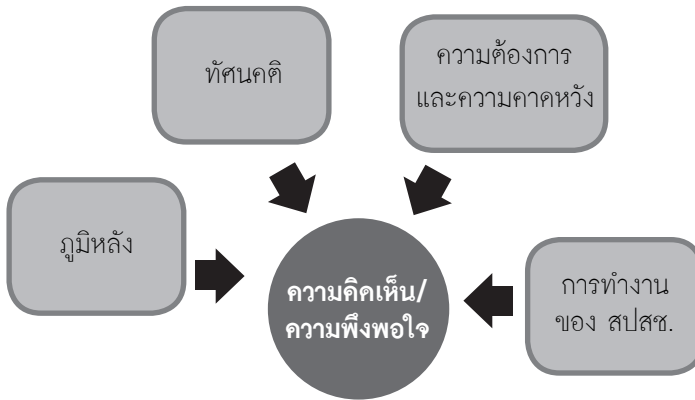 ทัศนคติ
ความต้องการ
และความคาดหวัง
ภูมิหลัง
ความคิดเห็น/
ความพึงพอใจ
การทำงาน
ของ สปสช.